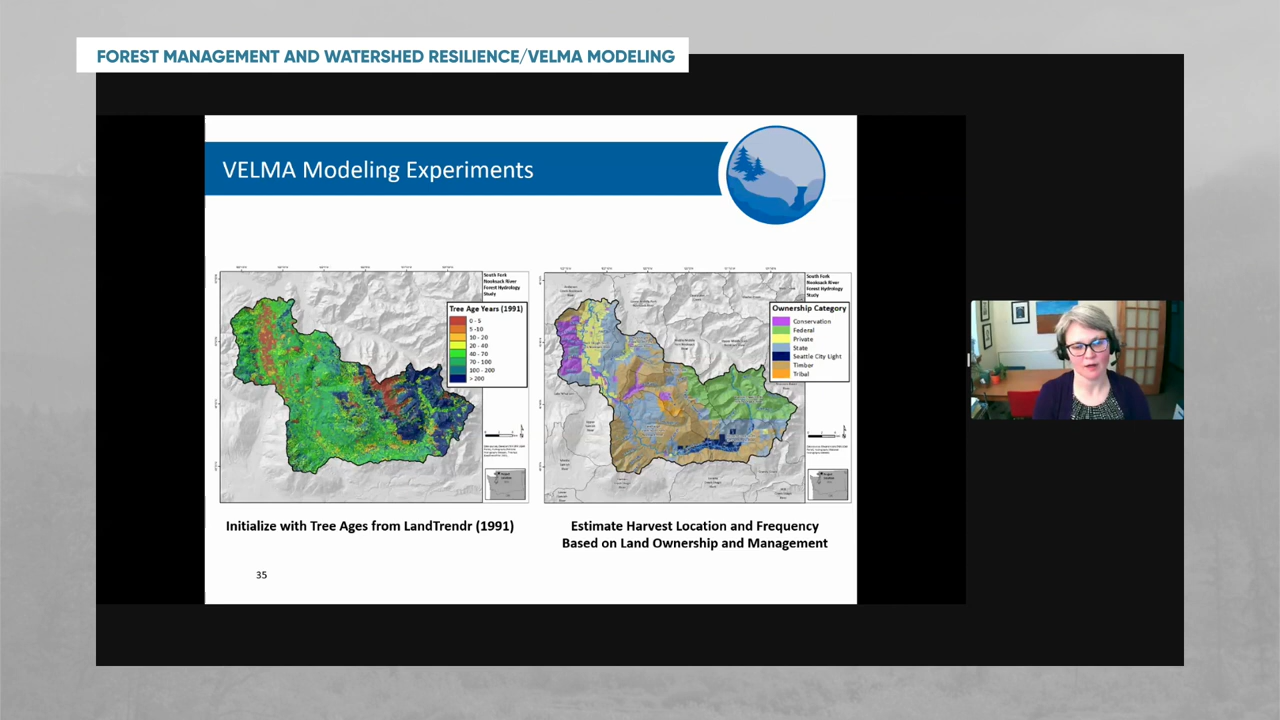 FOREST MANAGEMENT AND WATERSHED RESILIENCE/VELMA MODELING
VELMA Modeling Experiments
South Fork
Nooksack River
Forest Hydrology
Study
Tree Age Years (1991)
0 - 5
5 -10
10 - 20
20 - 40
40 - 70
70 - 100
100 - 200
> 200
South Fork
Nooksack River
Forest Hydrology
Study
Ownership Category
Conservation
Federal
Private
State
Seattle City Light
Timber
Tribal
Initialize with Tree Ages from LandTrendr (1991)
Estimate Harvest Location and Frequency
Based on Land Ownership and Management
35